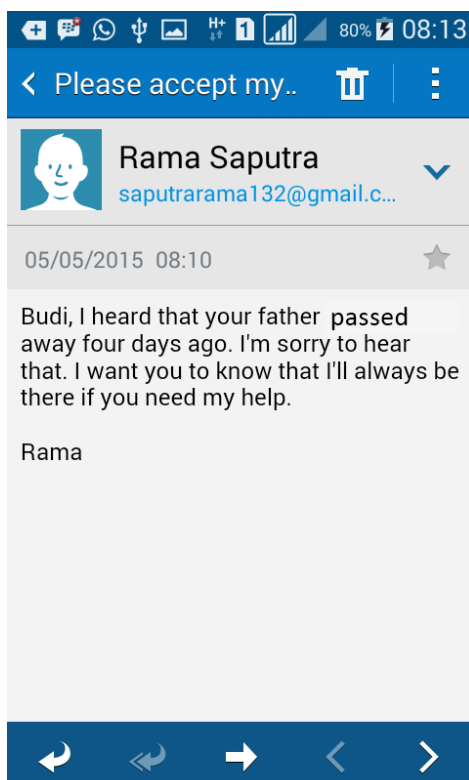 H+ 1 80% 08:13
Please accept my..
Rama Saputra
saputrarama132@gmail.c...
05/05/2015 08:10
Budi, I heard that your father passed
away four days ago. I'm sorry to hear
that. I want you to know that I'll always be
there if you need my help.
Rama